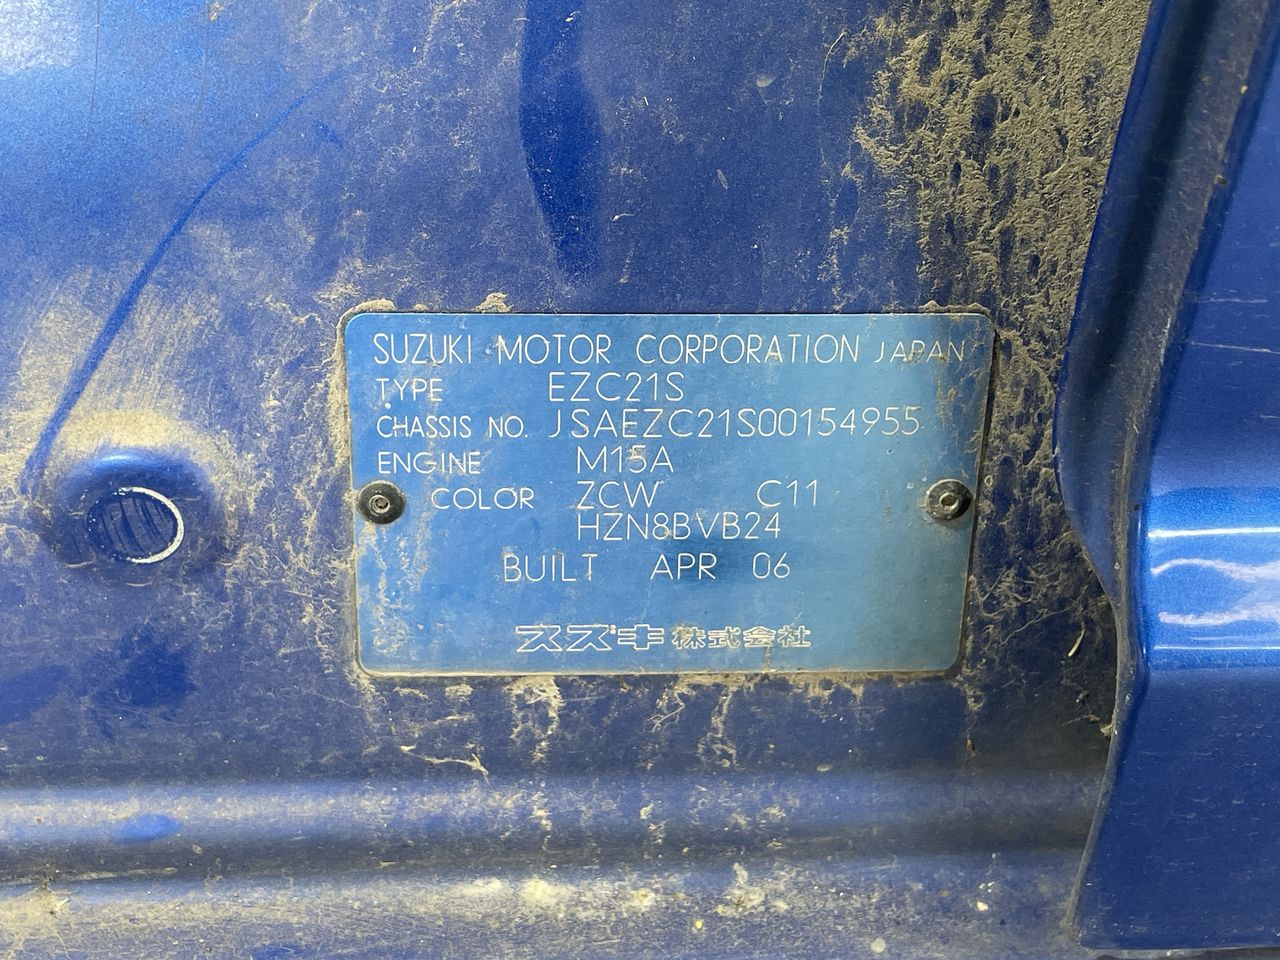 SUZUKI MOTOR CORPORATION JAPAN
TYPE EZC21S
CHASSIS NO. JSAEZC21S00154955
ENGINE M15A
COLOR ZCW C11
HZN8BVB24
BUILT APR 06
スズキ株式会社